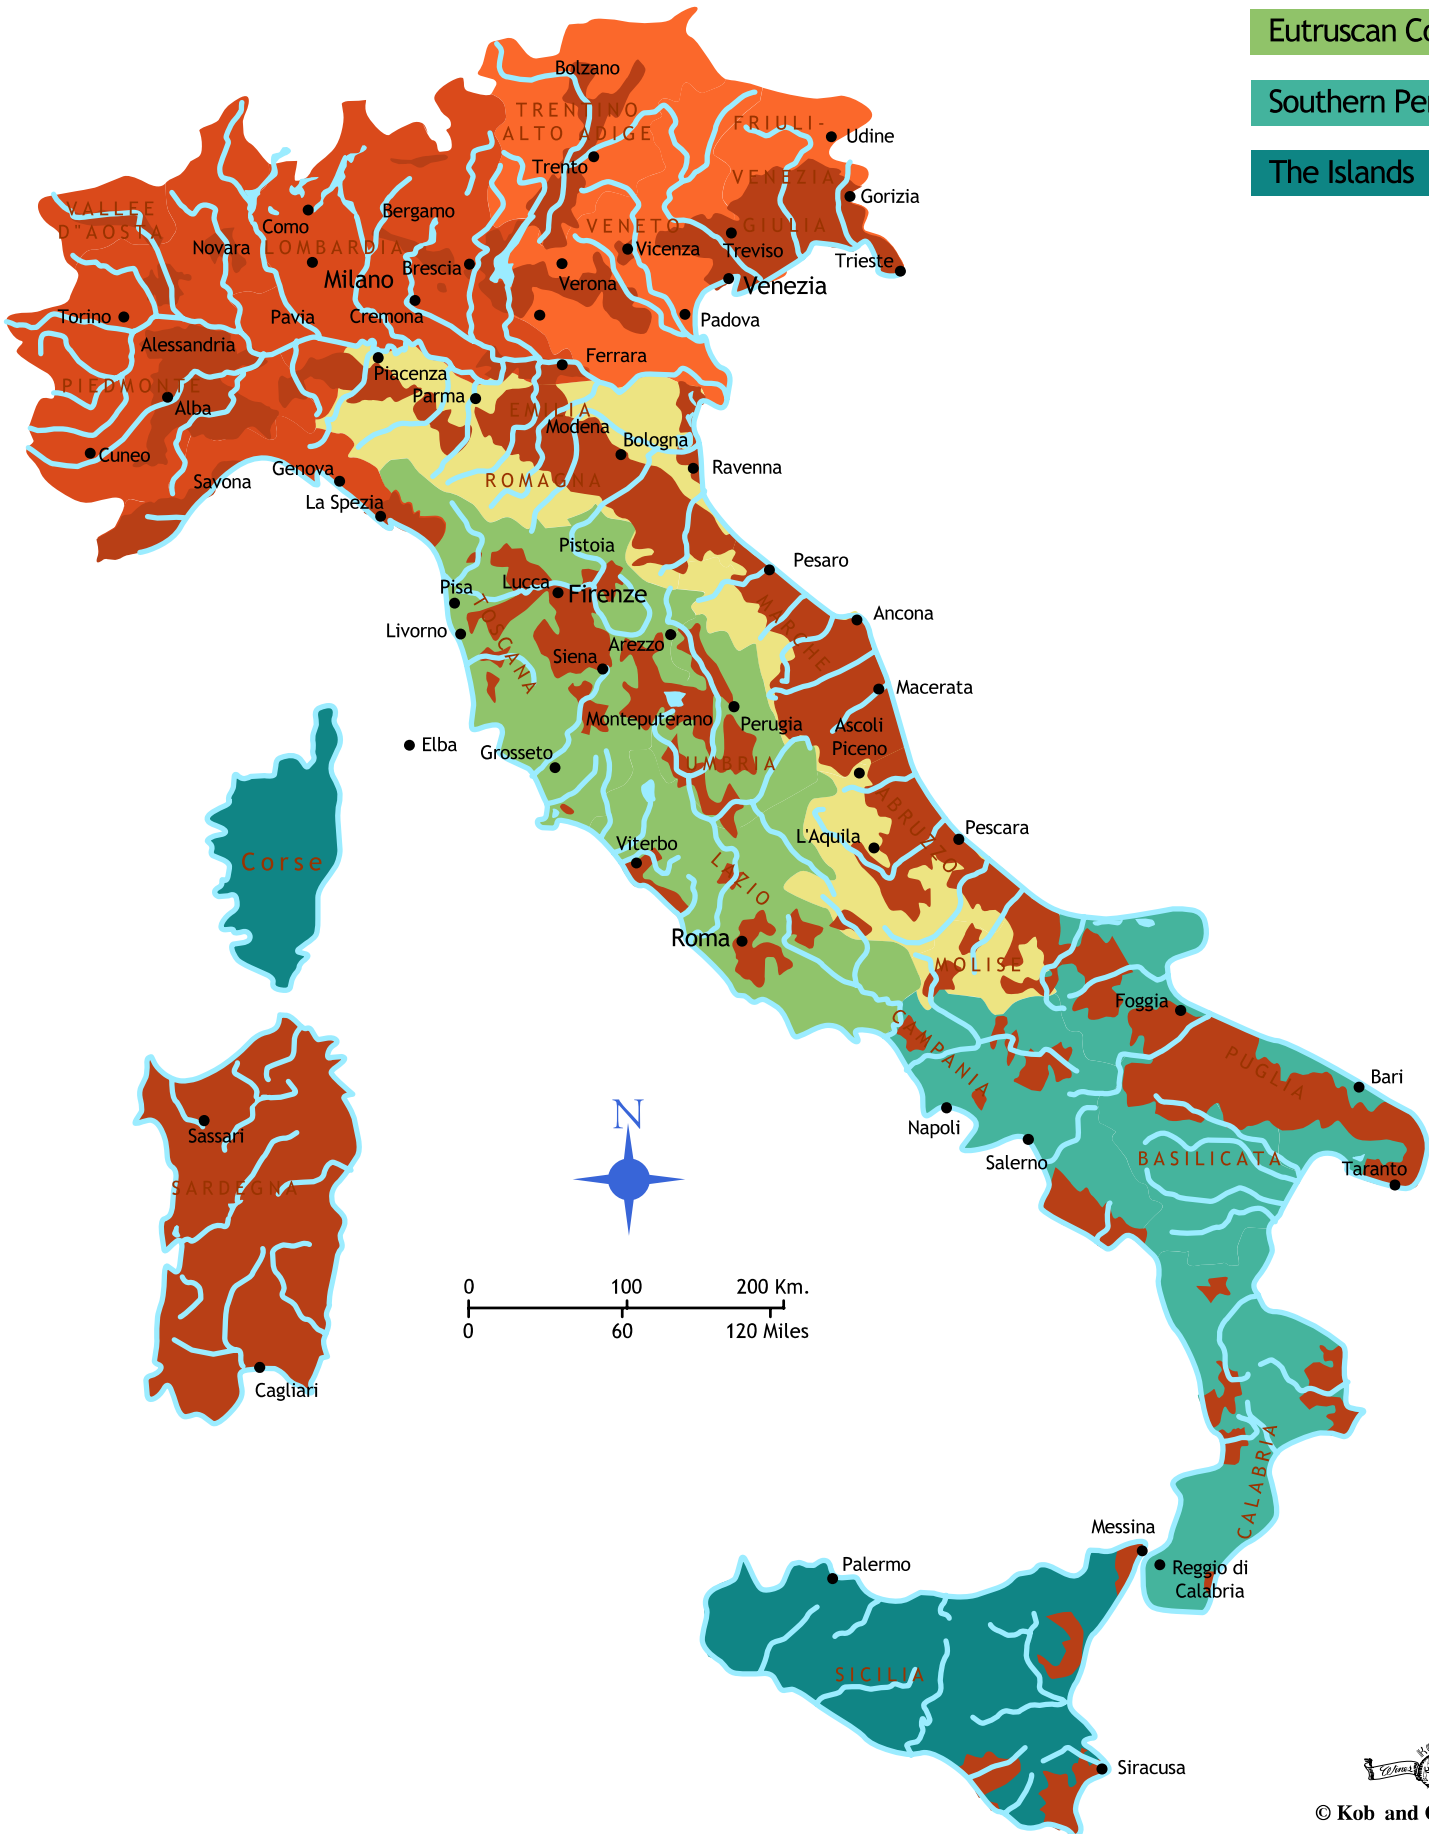 Eutruscan
Southern
The Islands
Bolzano
TRENTINO
ALTO ADIGE
FRIULI-
Udine
Trento
VENEZIA
Gorizia
VALLEE
D"AOSTA
Como
Bergamo
VENETO
GIULIA
Novara
LOMBARDIA
Vicenza
Treviso
Milano
Brescia
Verona
Trieste
Venezia
Torino
Pavia
Cremona
Padova
Alessandria
Ferrara
PIEDMONTE
Piacenza
Alba
Parma
EMILIA
Modena
Bologna
Cuneo
Genova
Ravenna
Savona
ROMAGNA
La Spezia
Pistoia
Pesaro
Pisa
Lucca
Firenze
TOSCANA
MARCHE
Ancona
Livorno
Arezzo
Siena
Macerata
Monteputerano
Perugia
Ascoli
Piceno
Elba
Grosseto
UMBRIA
ABRUZZO
Viterbo
L'Aquila
Pescara
Corse
LAZIO
Roma
MOLISE
Foggia
CAMPANIA
PUGLIA
Bari
N
Napoli
Sassari
Salerno
BASILICATA
Taranto
SARDEGNA
0 100 200 Km.
0 60 120 Miles
Cagliari
CALABRIA
Messina
Palermo
Reggio di
Calabria
SICILIA
Siracusa
Wines
© Kob and